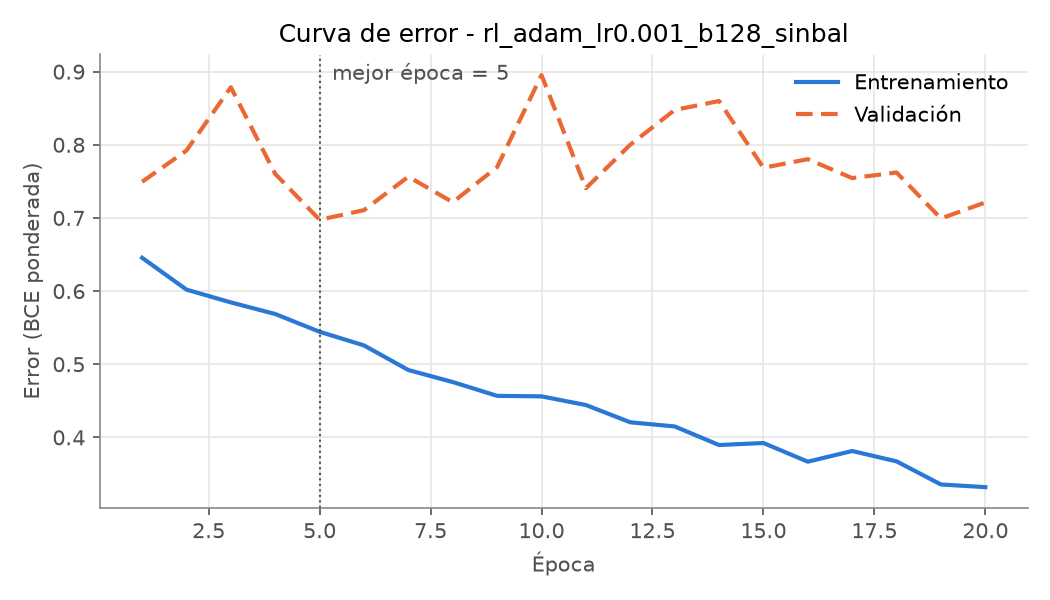 Curva de error - rl_adam_lr0.001_b128_sinbal
mejor época = 5
Entrenamiento
Validación
Error (BCE ponderada)
0.9
0.8
0.7
0.6
0.5
0.4
2.5 5.0 7.5 10.0 12.5 15.0 17.5 20.0
Época